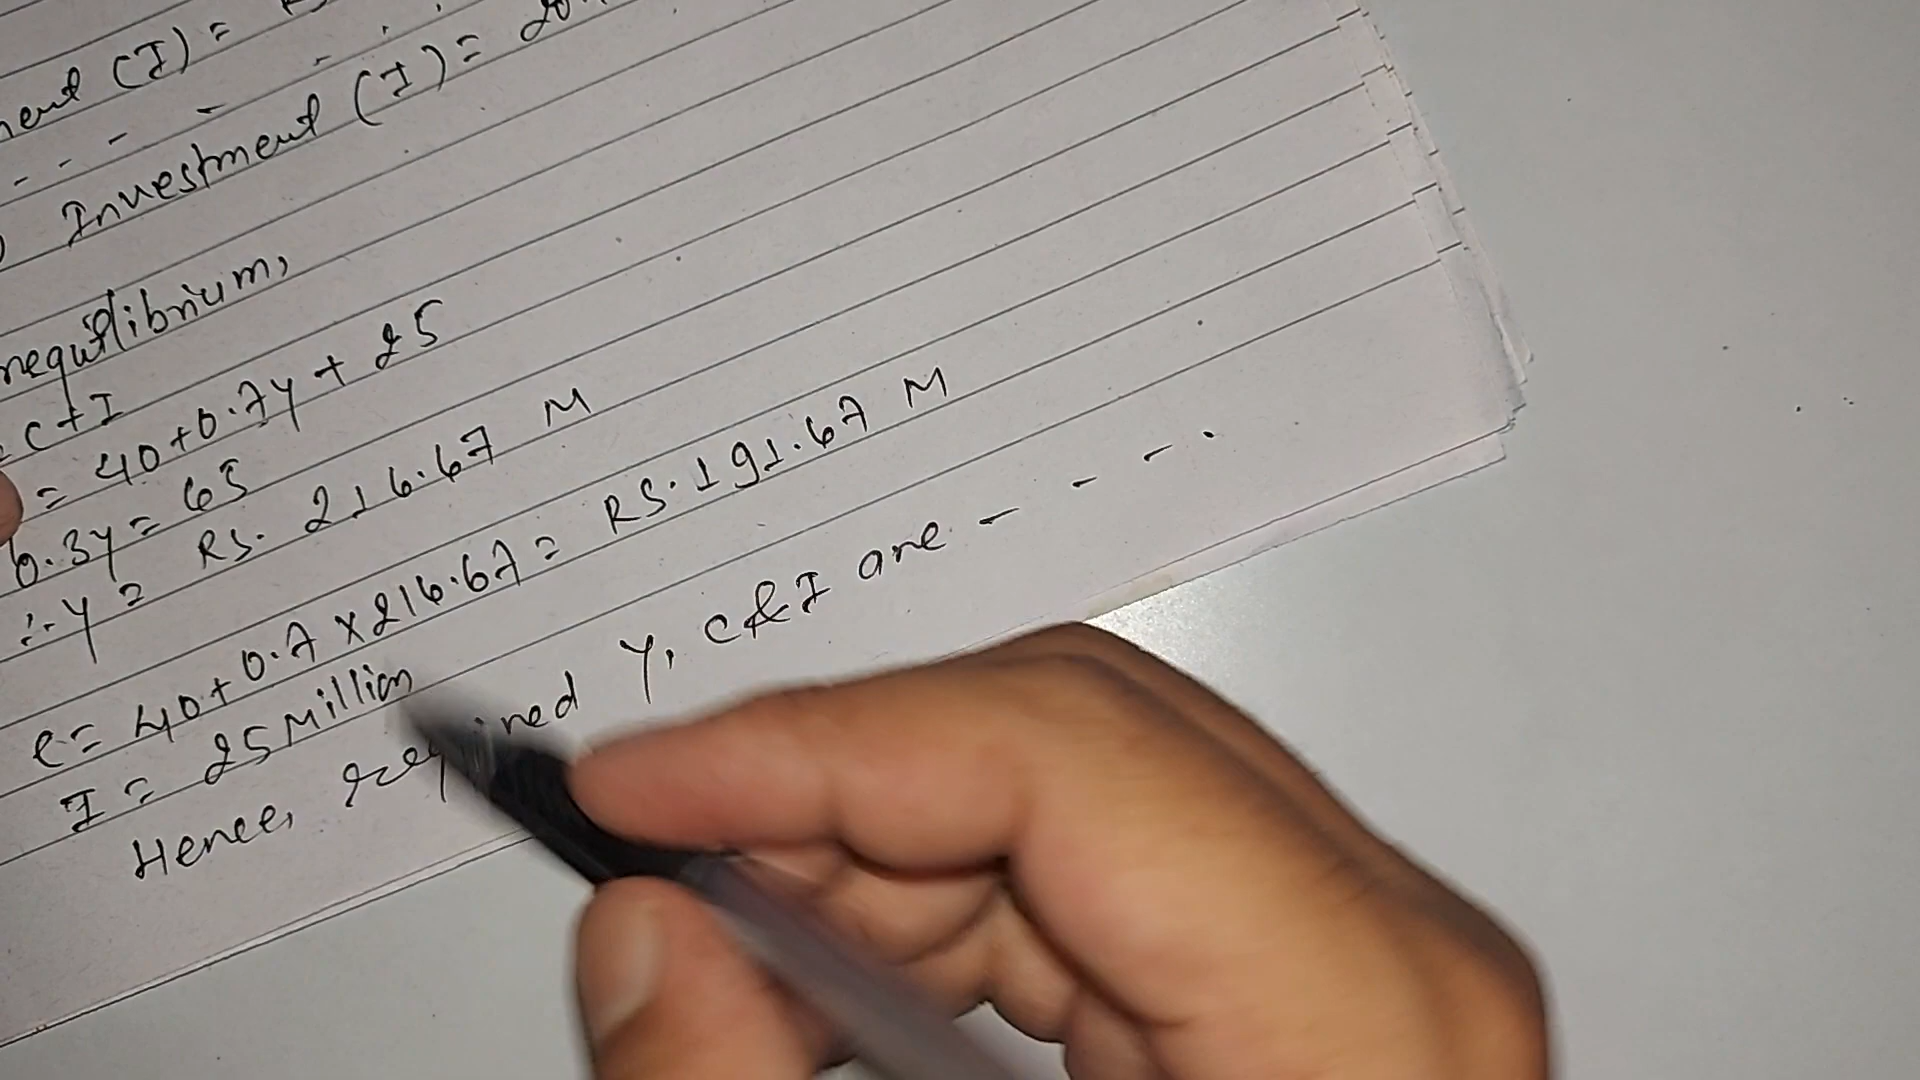 (I) =
Investment (I) = 20
equilibrium,
= C+I
= 40+0.7Y+25
0.3Y = 65
∴ Y = RS. 216.67 M
C = 40+0.7×216.67 = RS.191.67 M
I = 25 Million
Hence, required Y, C&I are - - - - .